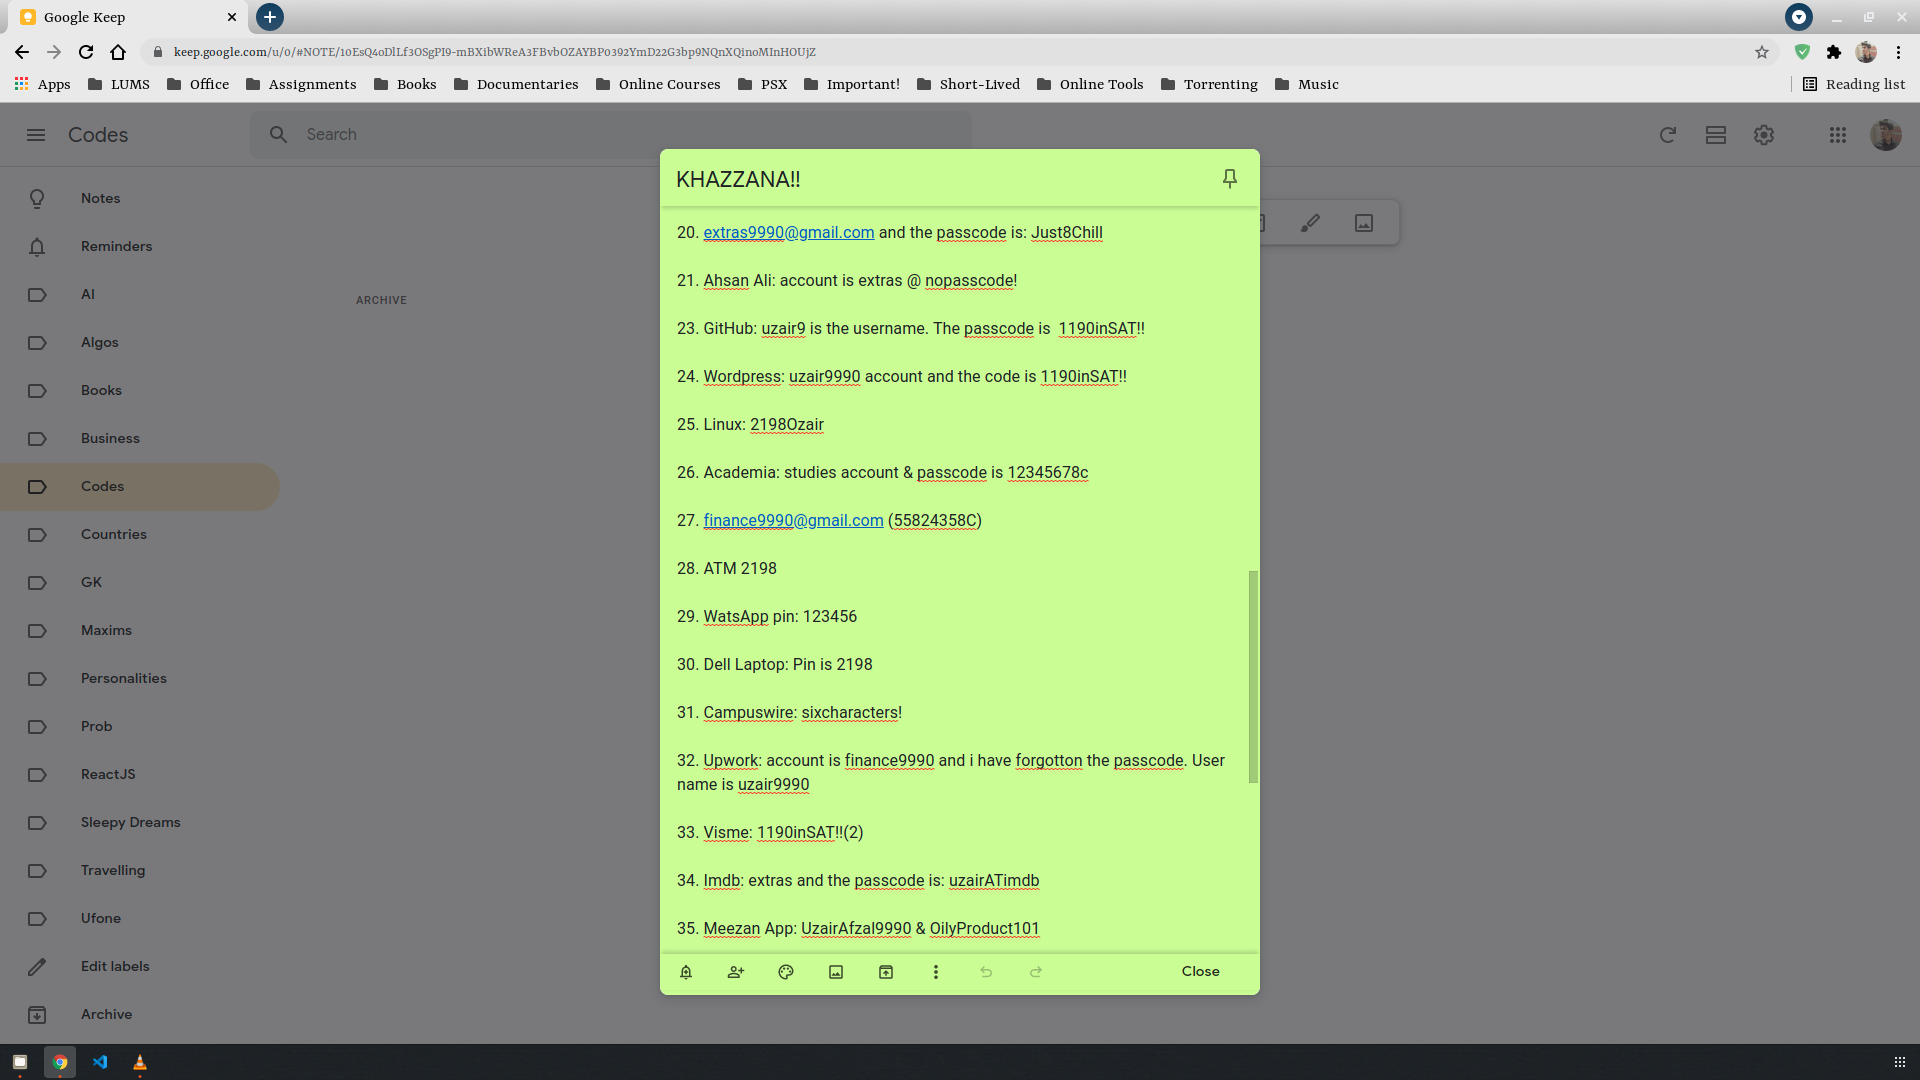 Google Keep
keep.google.com/u/0/#NOTE/10EsQ4oDlLf3OSgPI9-mBXibWReA3FBvbOZAYBP0392YmD22G3bp9NQnXQinoMInHOUjZ
Apps LUMS Office Assignments Books Documentaries Online Courses PSX Important! Short-Lived Online Tools Torrenting Music Reading list
Codes Search
Notes
Reminders
AI
Algos
Books
Business
Codes
Countries
GK
Maxims
Personalities
Prob
ReactJS
Sleepy Dreams
Travelling
Ufone
Edit labels
Archive
ARCHIVE
KHAZZANA!!
20. extras9990@gmail.com and the passcode is: Just8Chill
21. Ahsan Ali: account is extras @ nopasscode!
23. GitHub: uzair9 is the username. The passcode is  1190inSAT!!
24. Wordpress: uzair9990 account and the code is 1190inSAT!!
25. Linux: 2198Ozair
26. Academia: studies account & passcode is 12345678c
27. finance9990@gmail.com (55824358C)
28. ATM 2198
29. WatsApp pin: 123456
30. Dell Laptop: Pin is 2198
31. Campuswire: sixcharacters!
32. Upwork: account is finance9990 and i have forgotton the passcode. User
name is uzair9990
33. Visme: 1190inSAT!!(2)
34. Imdb: extras and the passcode is: uzairATimdb
35. Meezan App: UzairAfzal9990 & OilyProduct101
Close